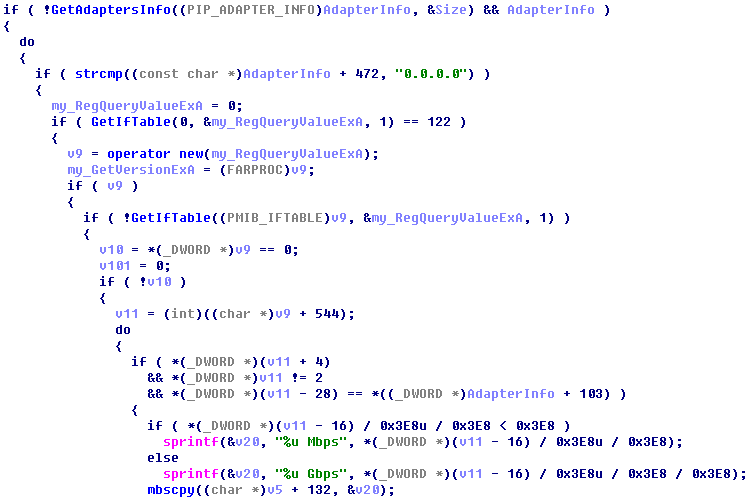 if ( !GetAdaptersInfo((PIP_ADAPTER_INFO)AdapterInfo, &Size) && AdapterInfo )
{
do
{
if ( strcmp((const char *)AdapterInfo + 472, "0.0.0.0") )
{
my_RegQueryValueExA = 0;
if ( GetIfTable(0, &my_RegQueryValueExA, 1) == 122 )
{
v9 = operator new(my_RegQueryValueExA);
my_GetVersionExA = (FARPROC)v9;
if ( v9 )
{
if ( !GetIfTable((PMIB_IFTABLE)v9, &my_RegQueryValueExA, 1) )
{
v10 = *(_DWORD *)v9 == 0;
v101 = 0;
if ( !v10 )
{
v11 = (int)((char *)v9 + 544);
do
{
if ( *(_DWORD *)(v11 + 4)
&& *(_DWORD *)v11 != 2
&& *(_DWORD *)(v11 - 28) == *((_DWORD *)AdapterInfo + 103) )
{
if ( *(_DWORD *)(v11 - 16) / 0x3E8u / 0x3E8 < 0x3E8 )
sprintf(&v20, "%u Mbps", *(_DWORD *)(v11 - 16) / 0x3E8u / 0x3E8);
else
sprintf(&v20, "%u Gbps", *(_DWORD *)(v11 - 16) / 0x3E8u / 0x3E8 / 0x3E8);
mbscpy((char *)v5 + 132, &v20);